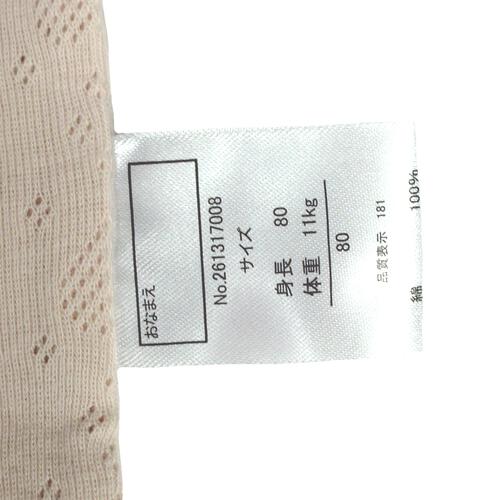 おなまえ
No.261317008
サイズ
身長 80
体重 11kg
80
品質表示 181
綿 100%